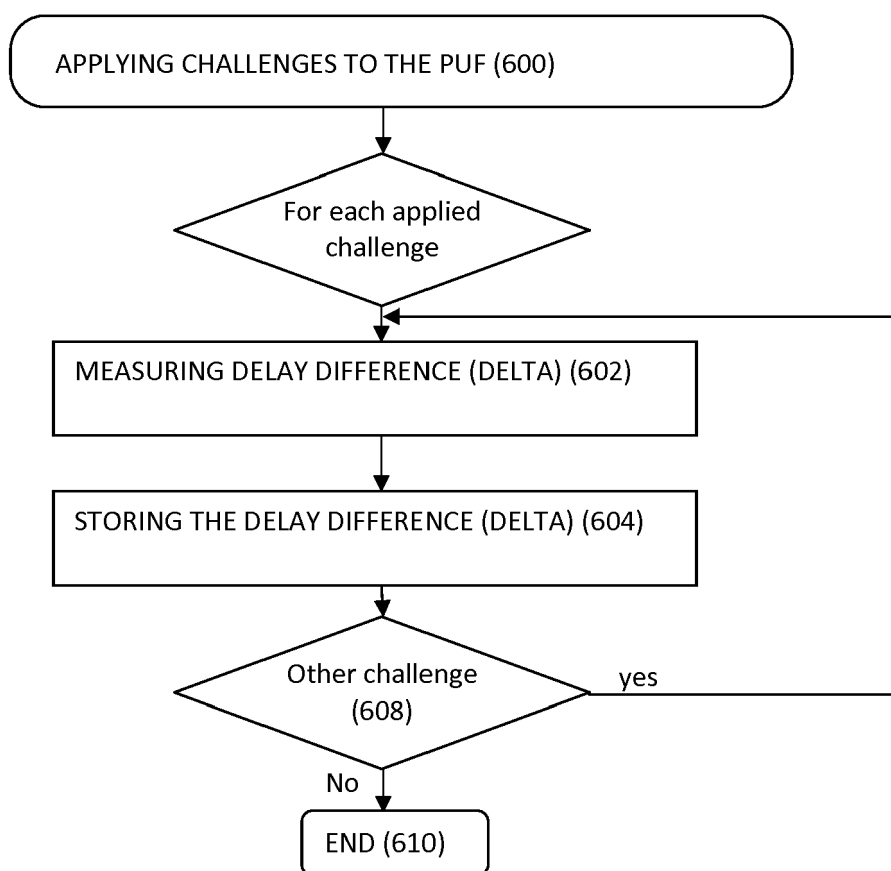 APPLYING CHALLENGES TO THE PUF (600)
For each applied
challenge
MEASURING DELAY DIFFERENCE (DELTA) (602)
STORING THE DELAY DIFFERENCE (DELTA) (604)
Other challenge
(608)
yes
No
END (610)